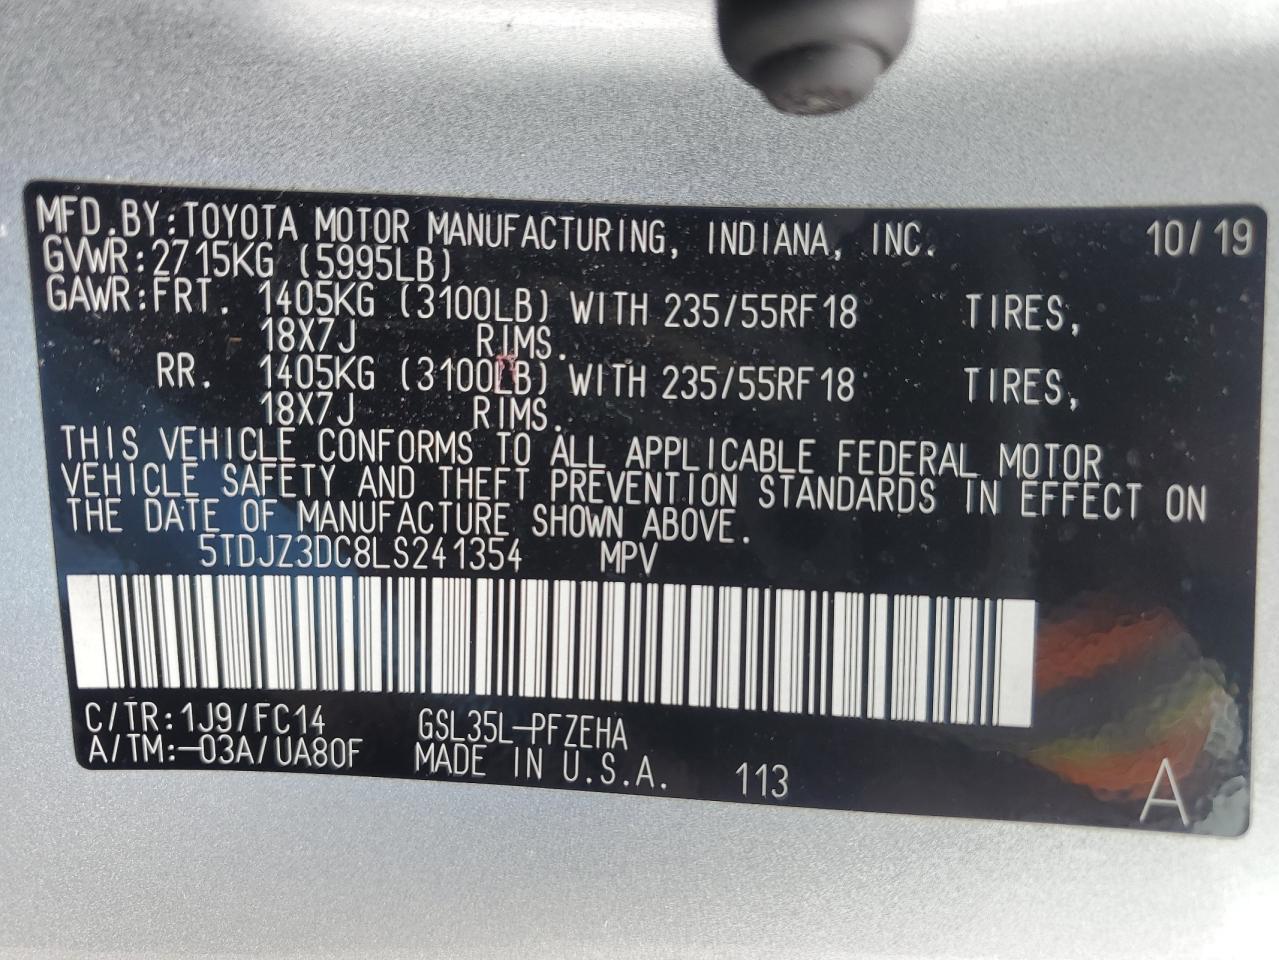 MFD.BY:TOYOTA MOTOR MANUFACTURING, INDIANA, INC. 10/19
GVWR:2715KG (5995LB)
GAWR:FRT. 1405KG (3100LB) WITH 235/55RF18 TIRES,
18X7J RIMS.
RR. 1405KG (3100LB) WITH 235/55RF18 TIRES,
18X7J RIMS.
THIS VEHICLE CONFORMS TO ALL APPLICABLE FEDERAL MOTOR
VEHICLE SAFETY AND THEFT PREVENTION STANDARDS IN EFFECT ON
THE DATE OF MANUFACTURE SHOWN ABOVE.
5TDJZ3DC8LS241354 MPV
C/TR:1J9/FC14 GSL35L-PFZEHA
A/TM:-03A/UA80F MADE IN U.S.A. 113 A